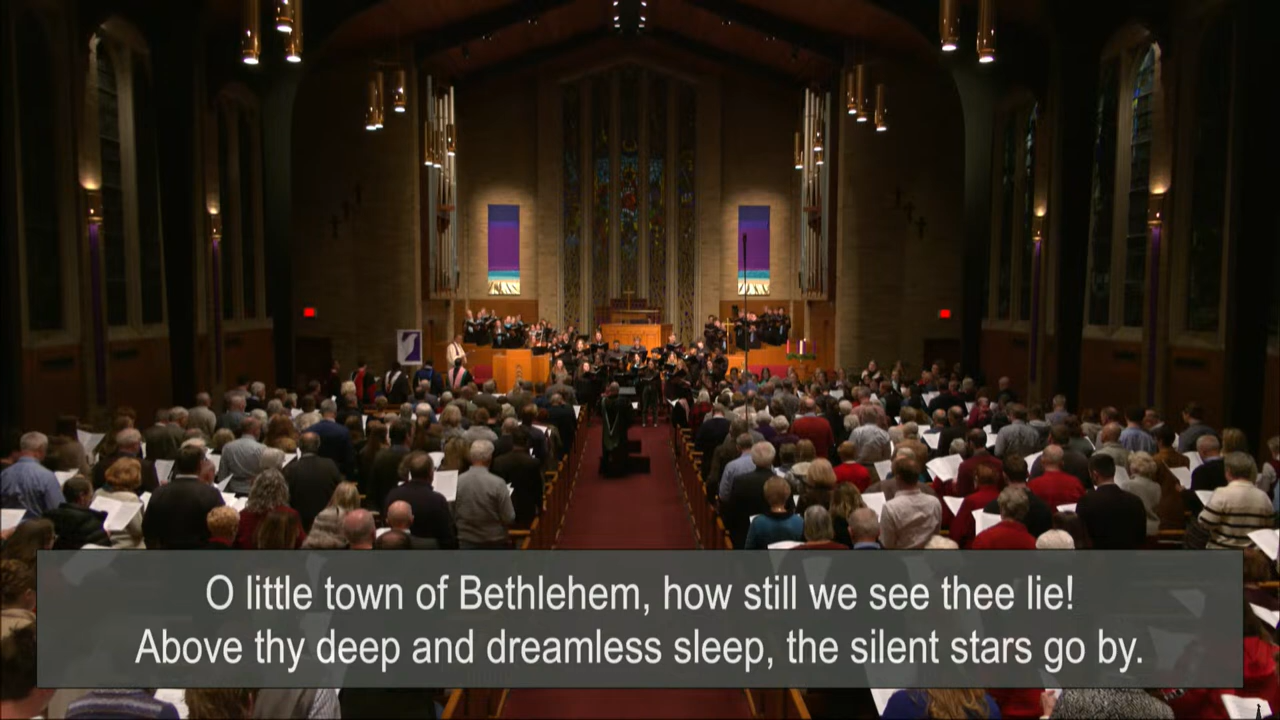 O little town of Bethlehem, how still we see thee lie!
Above thy deep and dreamless sleep, the silent stars go by.